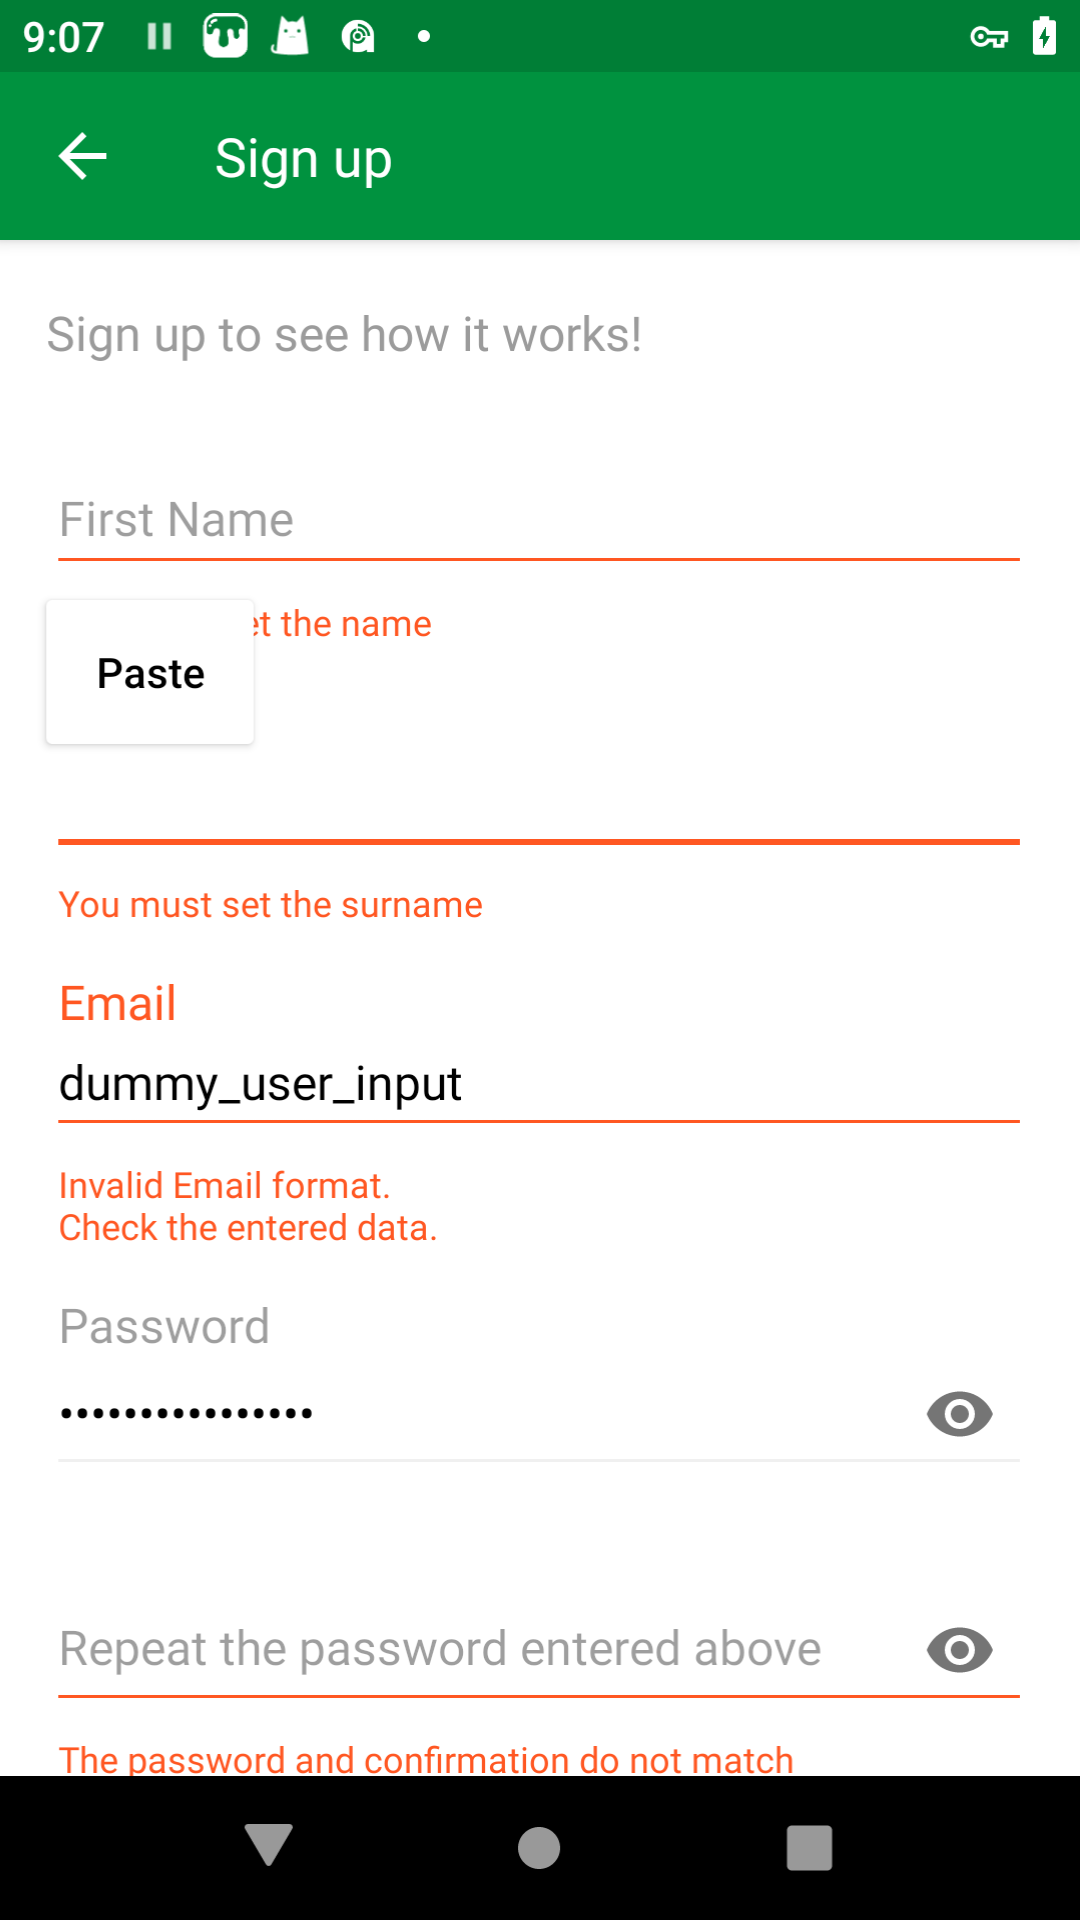 9:07
Sign up
Sign up to see how it works!
First Name
et the name
Paste
You must set the surname
Email
dummy_user_input
Invalid Email format.
Check the entered data.
Password
••••••••••••••••
Repeat the password entered above
The password and confirmation do not match